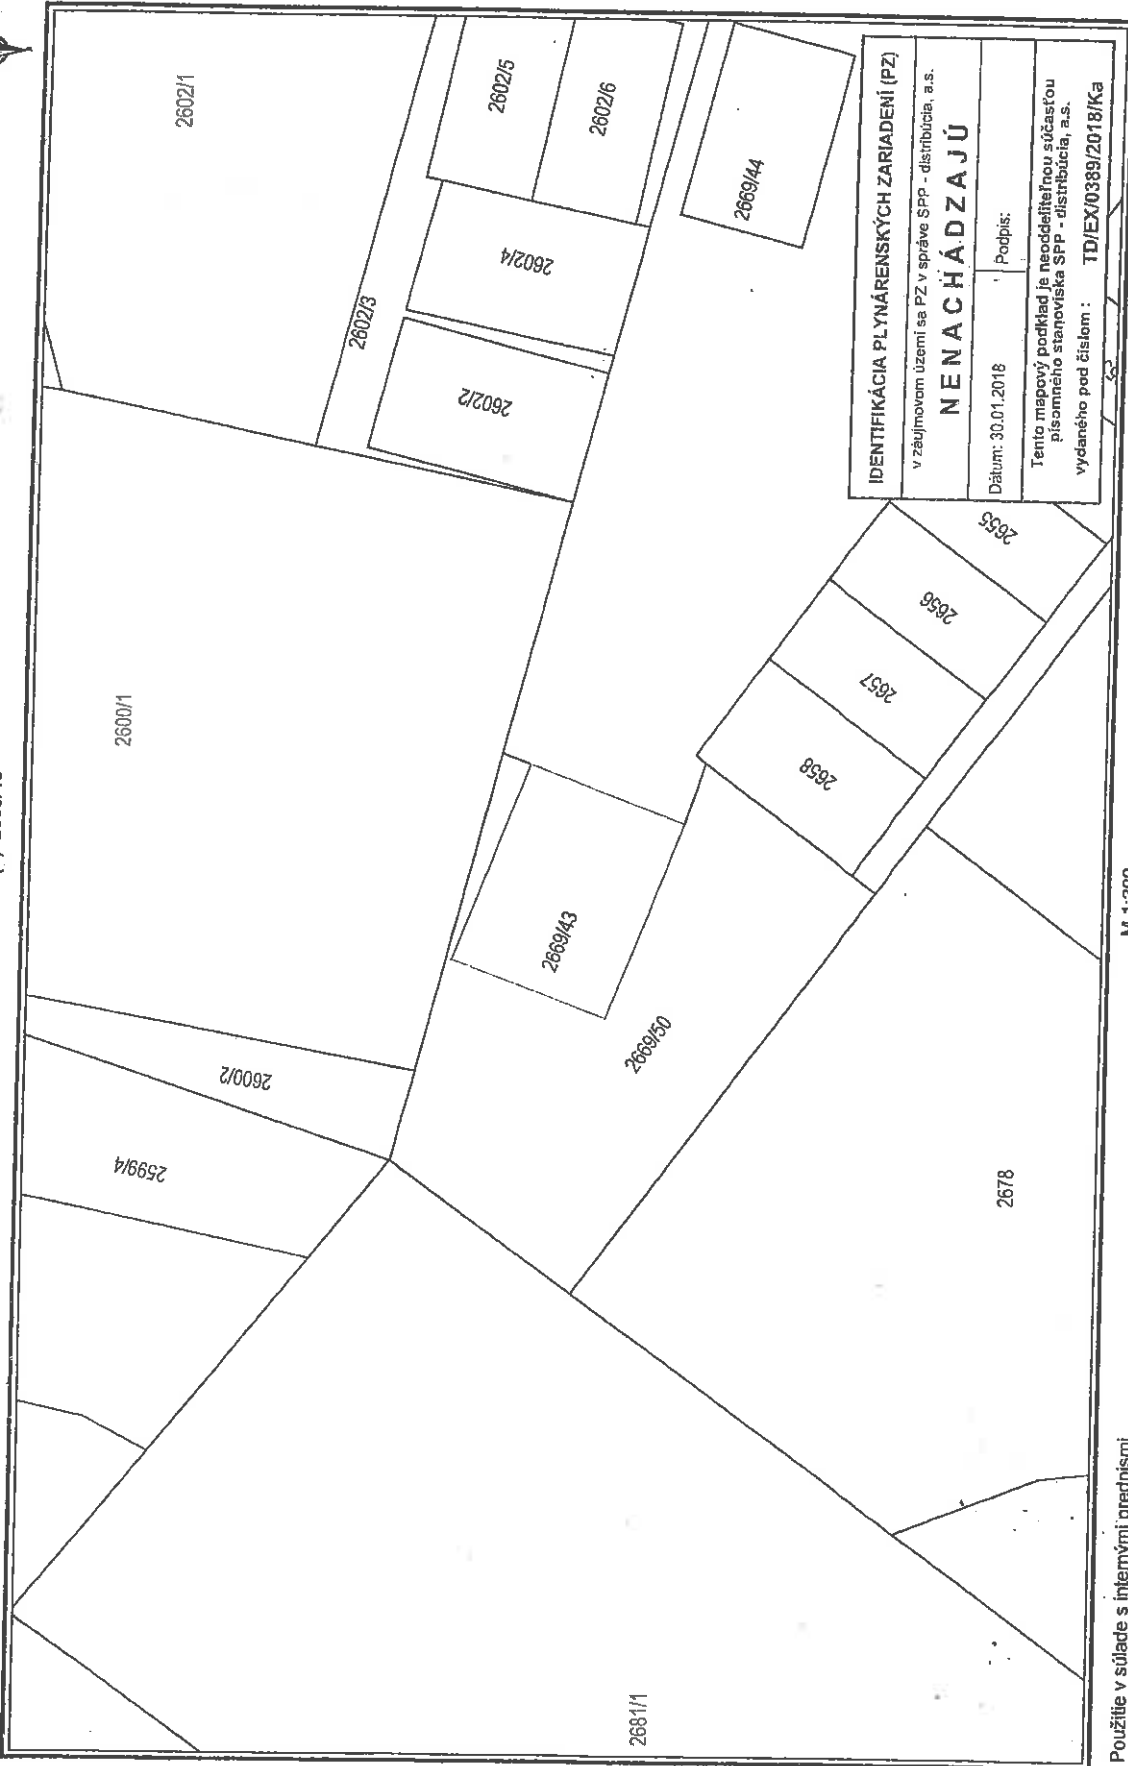 2602/1
2602/5
2602/6
2669/44
2602/4
2602/3
2602/2
2600/1
2655
2656
2657
2658
2669/43
2669/50
2600/2
2599/4
2678
2681/1
IDENTIFIKÁCIA PLYNÁRENSKÝCH ZARIADENÍ (PZ)
v záujmovom území sa PZ v správe SPP - distribúcia, a.s.
NENACHÁDZAJÚ
Dátum: 30.01.2018 Podpis:
Tento mapový podklad je neoddeliteľnou súčasťou
písomného stanoviska SPP - distribúcia, a.s.
vydaného pod číslom : TD/EX/0389/2018/Ka
Použitie v súlade s internými predpismi